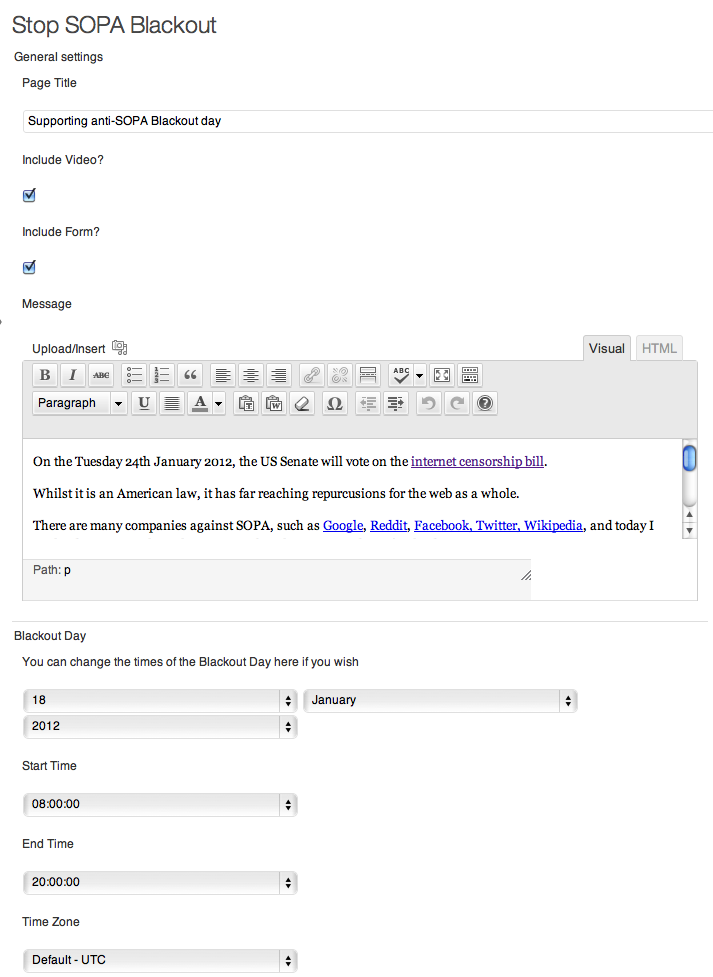 Stop SOPA Blackout
General settings
Page Title
Supporting anti-SOPA Blackout day
Include Video?
Include Form?
Message
Upload/Insert
Visual HTML
B I ABC ABC
Paragraph U A Ω
On the Tuesday 24th January 2012, the US Senate will vote on the internet censorship bill.
Whilst it is an American law, it has far reaching repurcusions for the web as a whole.
There are many companies against SOPA, such as Google, Reddit, Facebook, Twitter, Wikipedia, and today I
Path: p
Blackout Day
You can change the times of the Blackout Day here if you wish
18 January
2012
Start Time
08:00:00
End Time
20:00:00
Time Zone
Default - UTC